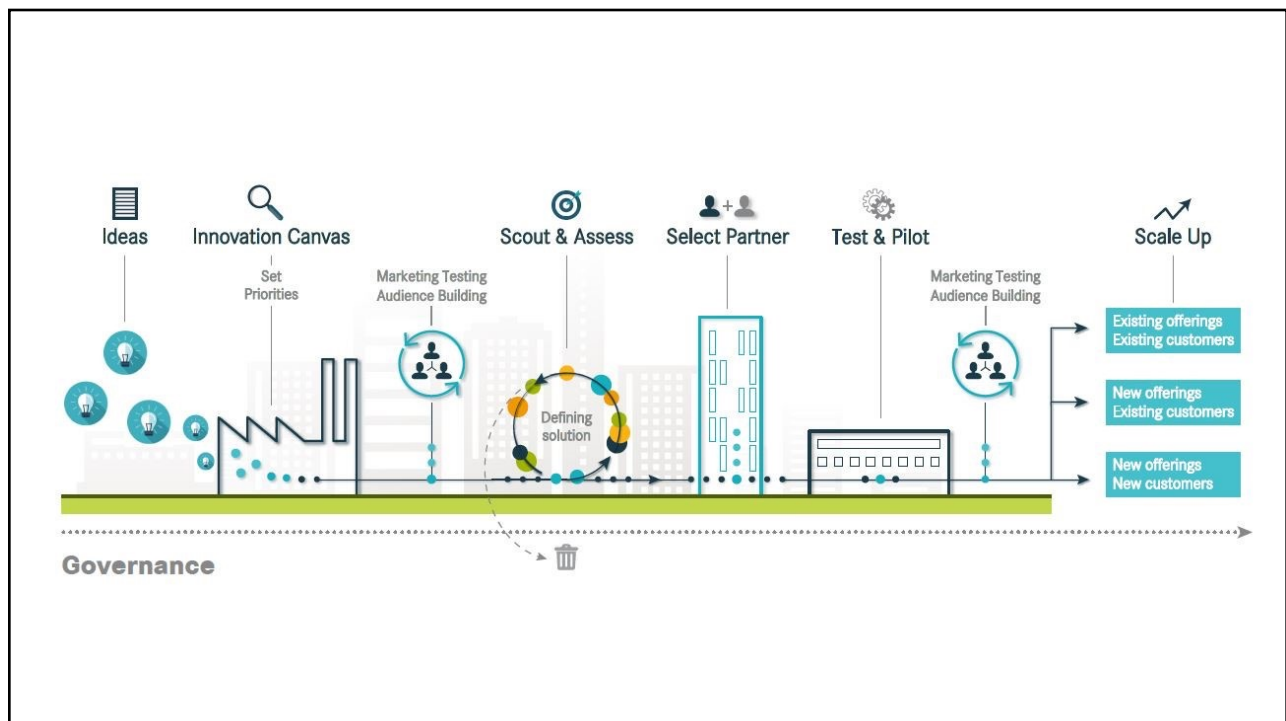 Ideas
Innovation Canvas
Scout & Assess
Select Partner
Test & Pilot
Scale Up
Set
Priorities
Marketing Testing
Audience Building
Marketing Testing
Audience Building
Existing offerings
Existing customers
New offerings
Existing customers
Defining
solution
New offerings
New customers
Governance